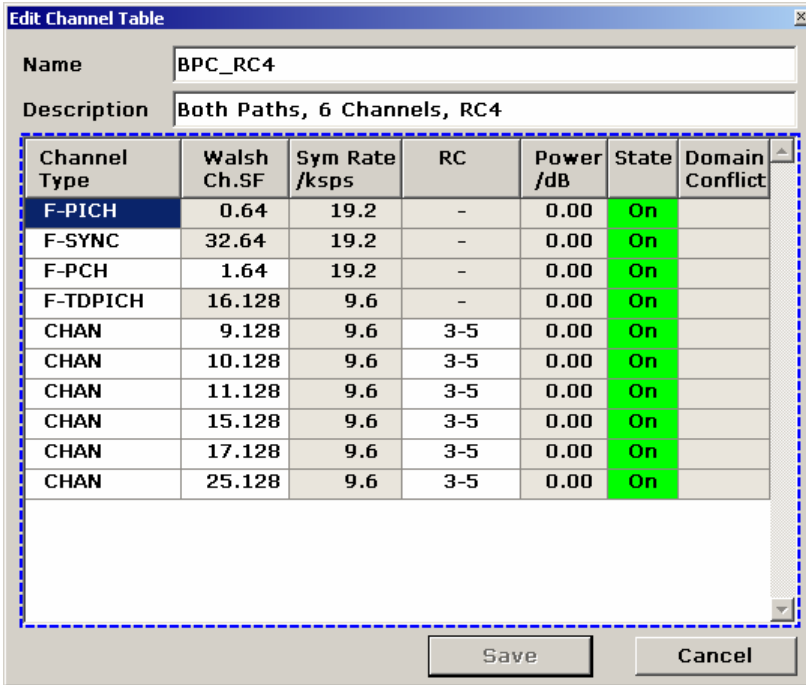 Edit Channel Table
Name BPC_RC4
Description Both Paths, 6 Channels, RC4
Channel Type Walsh Ch.SF Sym Rate /ksps RC Power /dB State Domain Conflict
F-PICH 0.64 19.2 - 0.00 On
F-SYNC 32.64 19.2 - 0.00 On
F-PCH 1.64 19.2 - 0.00 On
F-TDPICH 16.128 9.6 - 0.00 On
CHAN 9.128 9.6 3-5 0.00 On
CHAN 10.128 9.6 3-5 0.00 On
CHAN 11.128 9.6 3-5 0.00 On
CHAN 15.128 9.6 3-5 0.00 On
CHAN 17.128 9.6 3-5 0.00 On
CHAN 25.128 9.6 3-5 0.00 On
Save Cancel